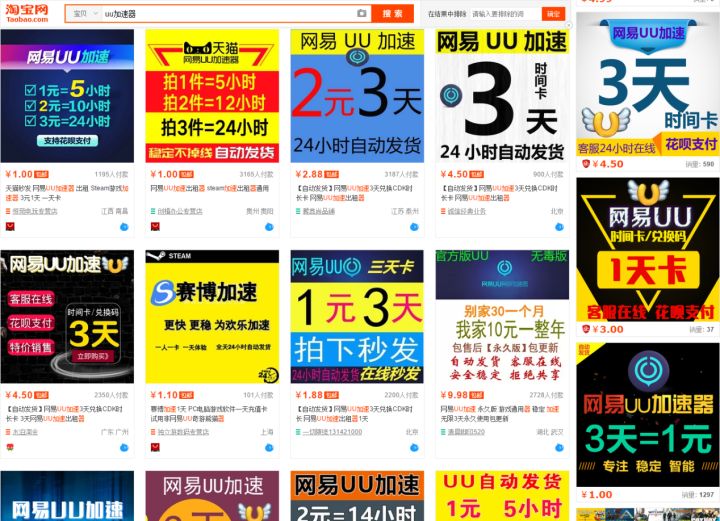 淘宝网
Taobao.com
宝贝
uu加速器
搜 索
在结果中排除
请输入要排除的词
确定
网易UU加速
1元=5小时
2元=10小时
3元=24小时
支持花呗支付
¥1.00 包邮
1195人付款
天猫秒发 网易UU加速器 出租 Steam游戏加速器 3元1天 一天卡
江西 南昌
天猫
网易UU加速器
拍1件=5小时
拍2件=12小时
拍3件=24小时
稳定不掉线 自动发货
¥1.00 包邮
3165人付款
网易UU加速器 出租 steam加速器通用
创福办公专营店
贵州 贵阳
网易 UU 加速
2元3天
24小时自动发货
¥2.88 包邮
3187人付款
【自动发货】网易UU加速3天兑换CDK时长卡 网易UU加速出租器
江苏 泰州
网易 UU 加速
3天
时间卡
24 小时自动发货
¥4.50 包邮
900人付款
【自动发货】网易UU加速3天兑换CDK时长卡 网易UU加速出租器
诚信经典业务
北京
网易UU加速
3天
时间卡
客服24小时在线
花呗支付
¥4.50
销量: 590
网易UU
时间卡/兑换码
1天卡
客服在线 花呗支付
¥3.00
销量: 37
网易UU加速
客服在线
花呗支付
特价销售
时间卡/兑换码
3天
立即购买》
¥4.50 包邮
2350人付款
【自动发货】网易UU加速3天兑换CDK时长卡 3天网易UU加速出租器
广东 广州
STEAM
赛博加速
更快 更稳 为欢乐加速
一人一卡 一天体验
全天24小时自动发货
¥1.10 包邮
101人付款
赛博加速1天 PC电脑游戏软件一天充值卡 试用非网易UU奇游榴熊器
独立游数码专营店
上海
网易UU
三天卡
1元3天
拍下秒发
24小时自动发货 在线秒发
¥1.88 包邮
2200人付款
【自动发货】网易UU加速3天兑换CDK时长卡 网易UU加速出租器1天
一切随缘131421000
北京
官方版UU
无毒版
网易UU网游加速器
别家30一个月
我家10元一整年
包售后【永久版】包更新
自动发货 客服在线
安全稳定 拒绝共享
¥9.98 包邮
2728人付款
网易UU加速 永久版 游戏通用器 稳定 加速无限3天永久使用包更新
湖北 武汉
自动发货
网易UU加速器
3天=1元
专注 稳定 智能
¥1.00
销量: 1297
网易UU加速
网易UU加速
网易 UU 加速
2元=14小时
UU自动发货
1元 5小时